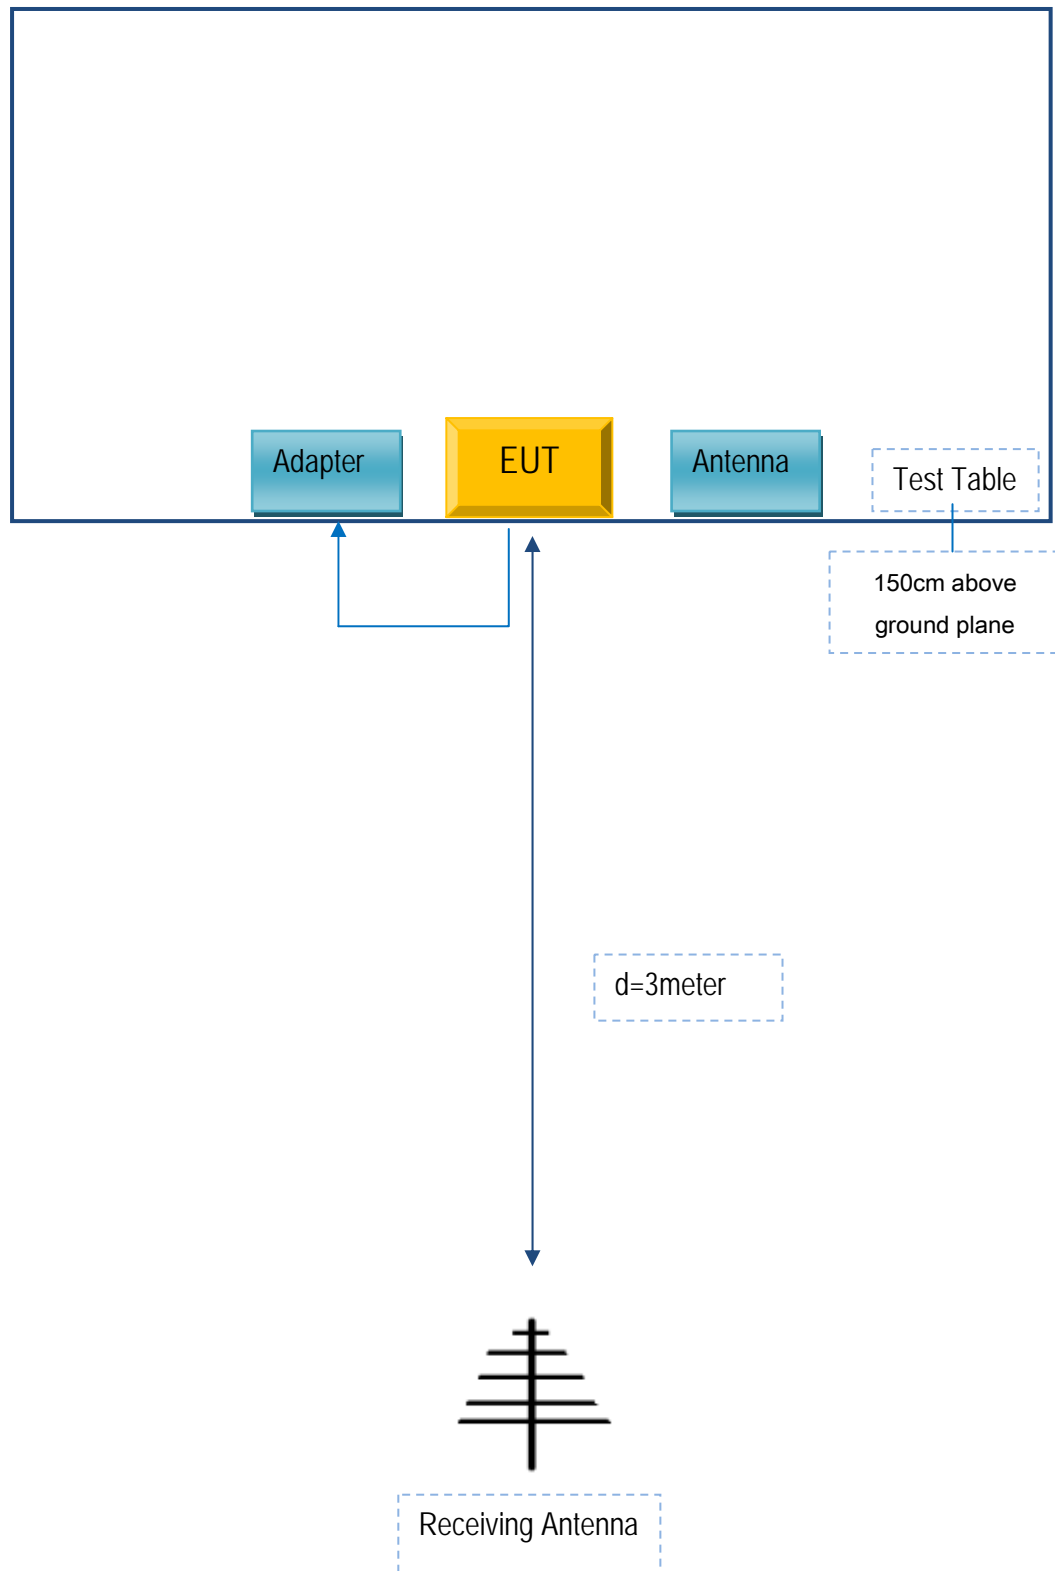 Adapter
EUT
Antenna
Test Table
150cm above
ground plane
d=3meter
Receiving Antenna